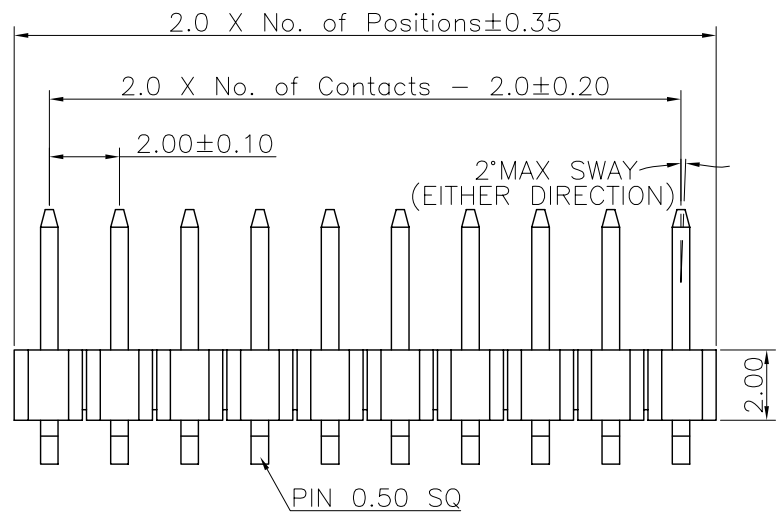 2.0 X No. of Positions±0.35
2.0 X No. of Contacts - 2.0±0.20
2.00±0.10
2°MAX SWAY
(EITHER DIRECTION)
2.00
PIN 0.50 SQ